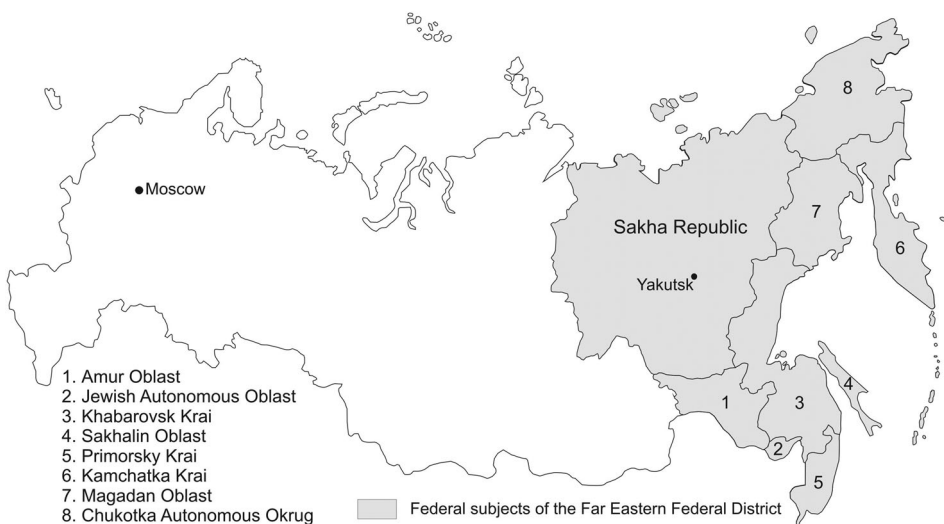 8
Moscow
7
Sakha Republic
6
Yakutsk
1. Amur Oblast
2. Jewish Autonomous Oblast
3. Khabarovsk Krai
4. Sakhalin Oblast
5. Primorsky Krai
6. Kamchatka Krai
7. Magadan Oblast
8. Chukotka Autonomous Okrug
4
1
3
2
5
Federal subjects of the Far Eastern Federal District